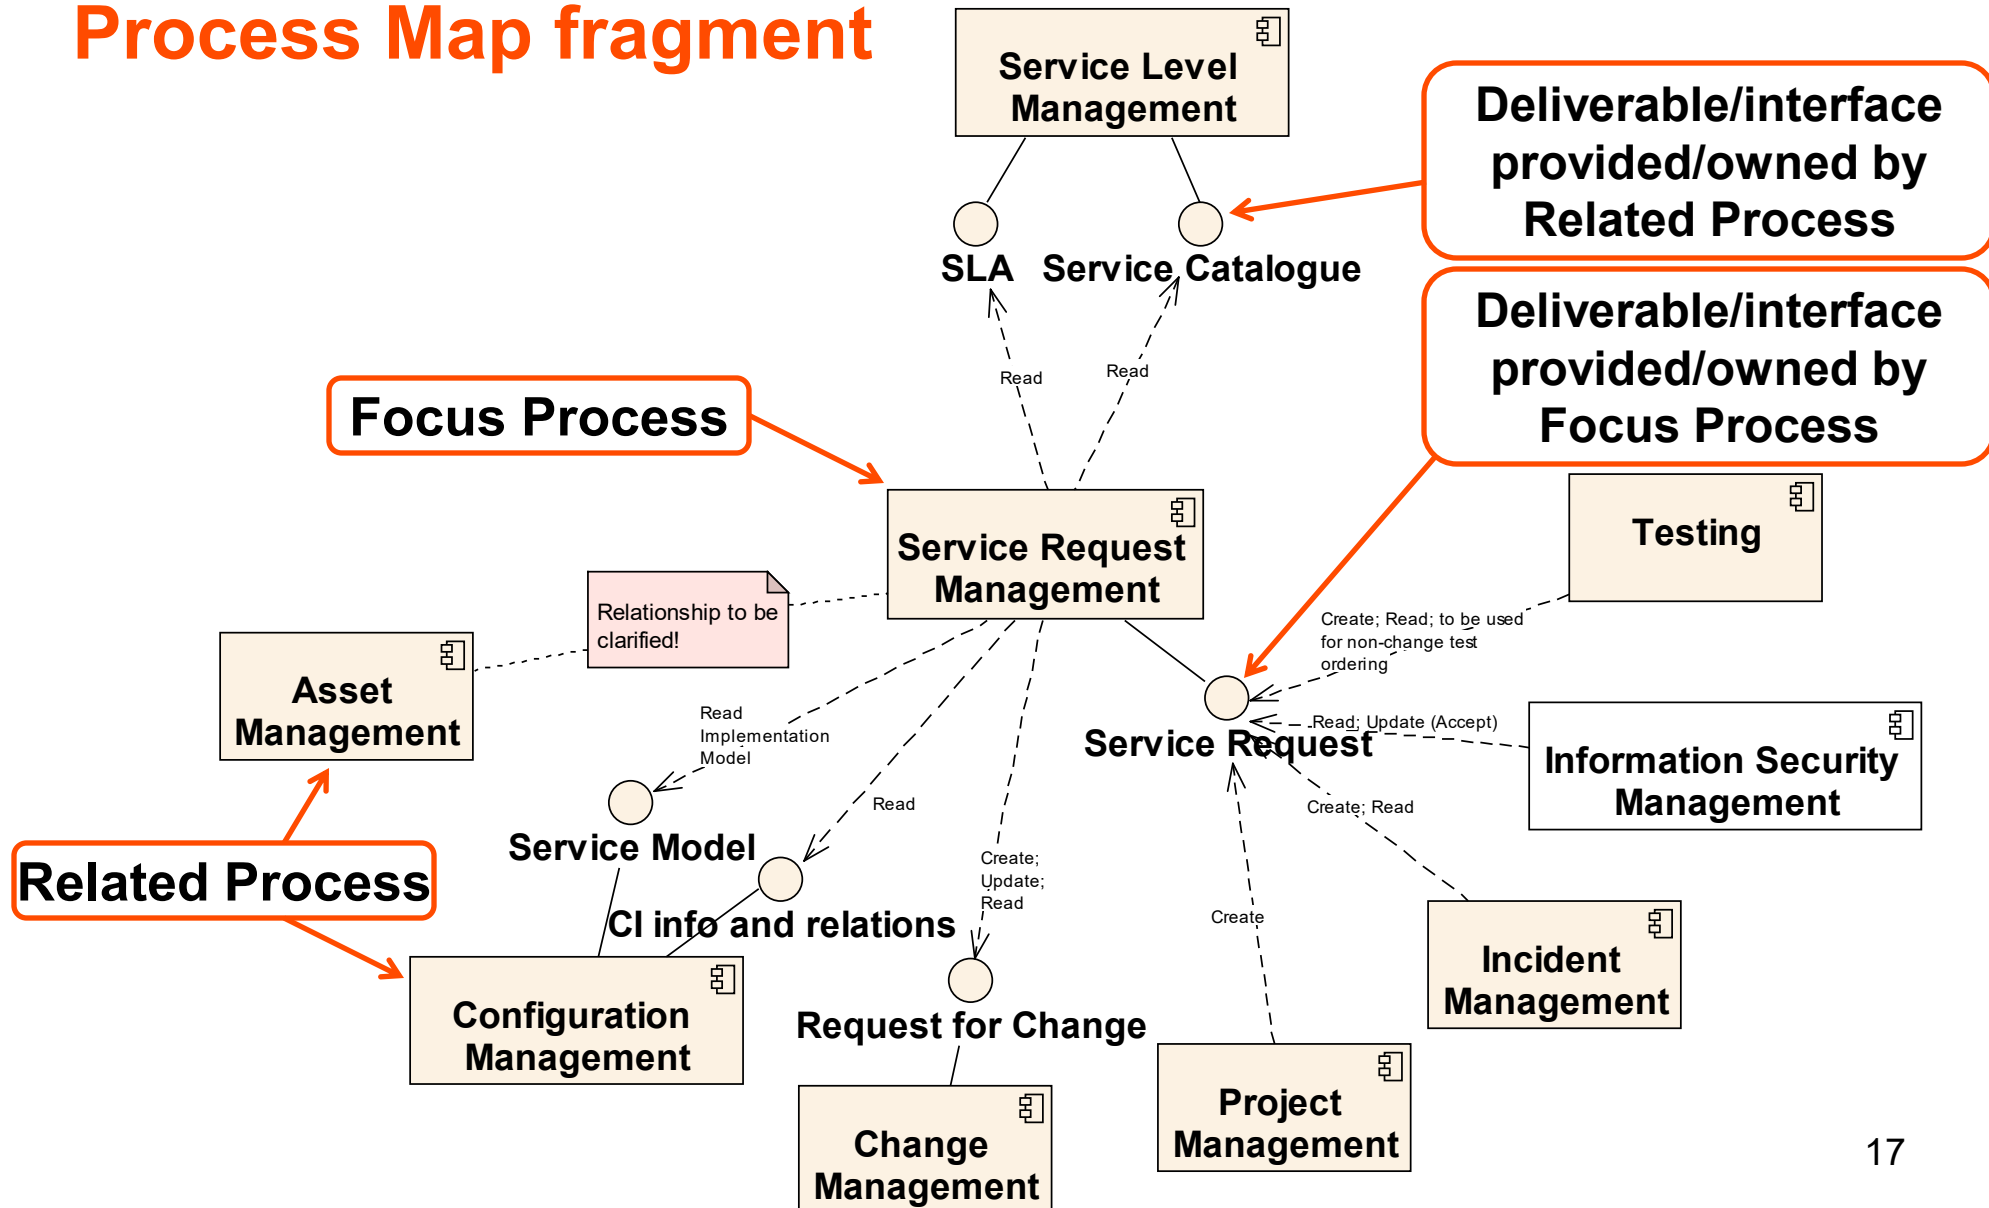 Process Map fragment
Service Level
Management
Deliverable/interface
provided/owned by
Related Process
SLA
Service Catalogue
Deliverable/interface
provided/owned by
Focus Process
Read
Read
Focus Process
Service Request
Management
Testing
Relationship to be
clarified!
Create; Read; to be used
for non-change test
ordering
Asset
Management
Read
Implementation
Model
Read; Update (Accept)
Service Request
Information Security
Management
Read
Create; Read
Service Model
Related Process
Create;
Update;
Read
CI info and relations
Create
Incident
Management
Configuration
Management
Request for Change
Project
Management
Change
Management
17